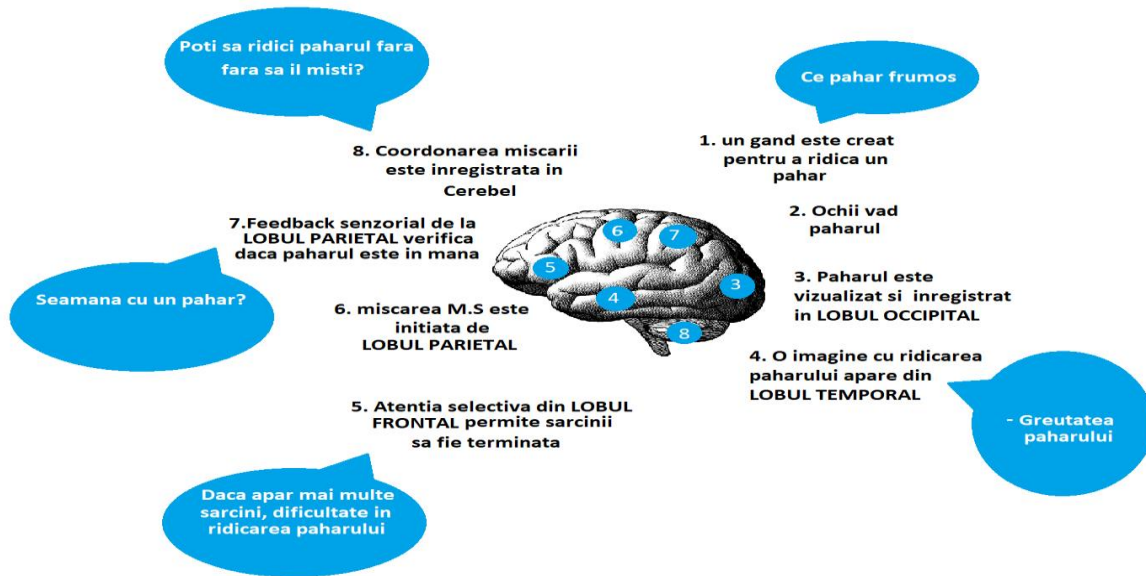 Poti sa ridici paharul fara
fara sa il misti?
Ce pahar frumos
1. un gand este creat
pentru a ridica un
pahar
2. Ochii vad
paharul
3. Paharul este
vizualizat si inregistrat
in LOBUL OCCIPITAL
4. O imagine cu ridicarea
paharului apare din
LOBUL TEMPORAL
- Greutatea
paharului
5. Atentia selectiva din LOBUL
FRONTAL permite sarcinii
sa fie terminata
Daca apar mai multe
sarcini, dificultate in
ridicarea paharului
6. miscarea M.S este
initiata de
LOBUL PARIETAL
7.Feedback senzorial de la
LOBUL PARIETAL verifica
daca paharul este in mana
Seamana cu un pahar?
8. Coordonarea miscarii
este inregistrata in
Cerebel
6
7
5
4
3
8